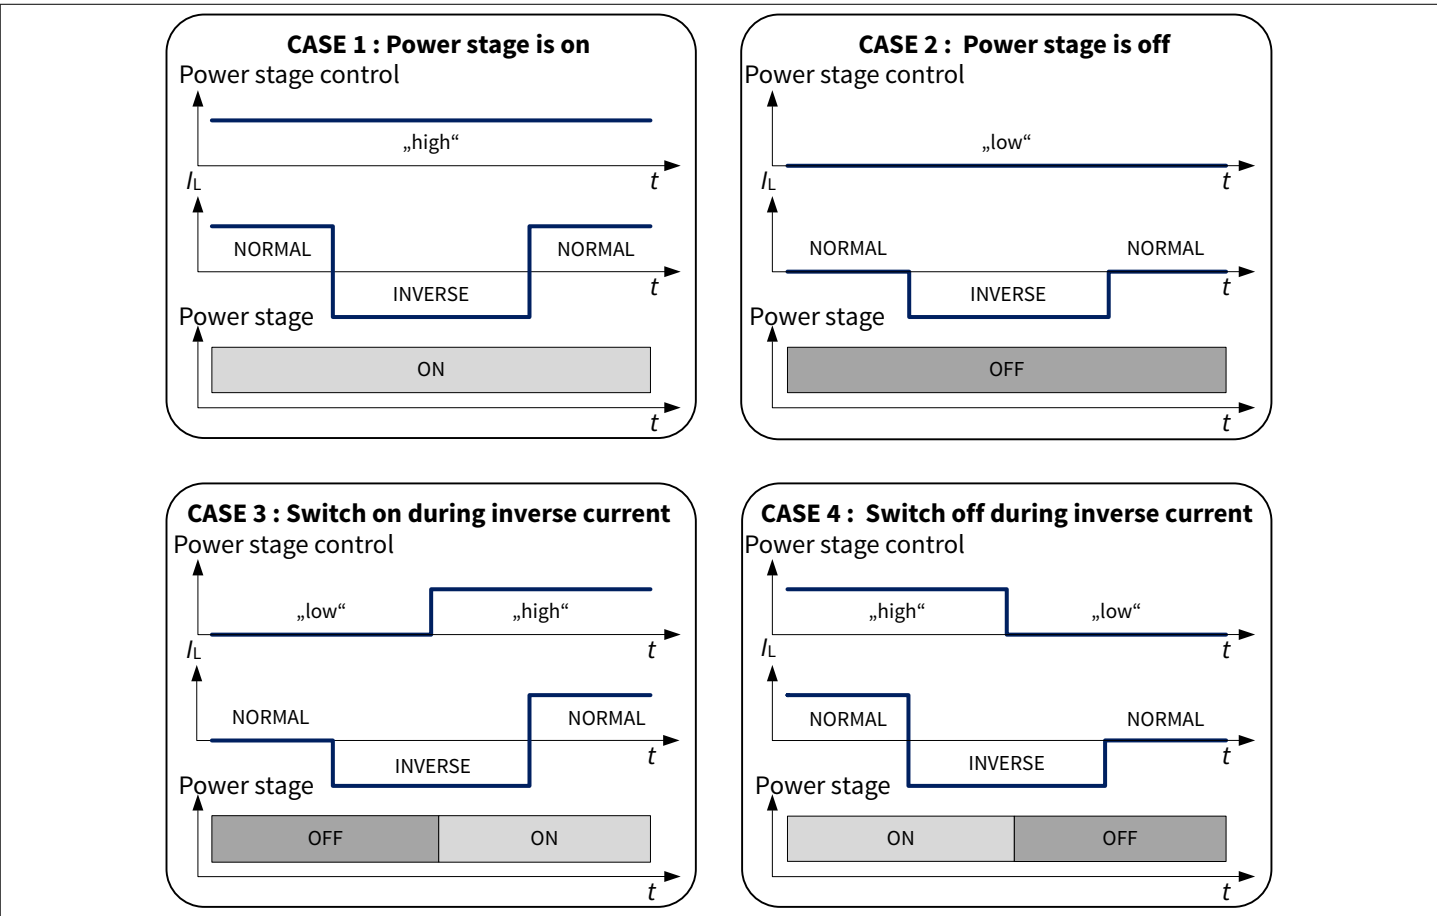 CASE 1 : Power stage is on
Power stage control
„high“
t
IL
NORMAL
NORMAL
INVERSE
t
Power stage
ON
t
CASE 2 : Power stage is off
Power stage control
„low“
t
IL
NORMAL
NORMAL
INVERSE
t
Power stage
OFF
t
CASE 3 : Switch on during inverse current
Power stage control
„low“
„high“
t
IL
NORMAL
NORMAL
INVERSE
t
Power stage
OFF
ON
t
CASE 4 : Switch off during inverse current
Power stage control
„high“
„low“
t
IL
NORMAL
NORMAL
INVERSE
t
Power stage
ON
OFF
t